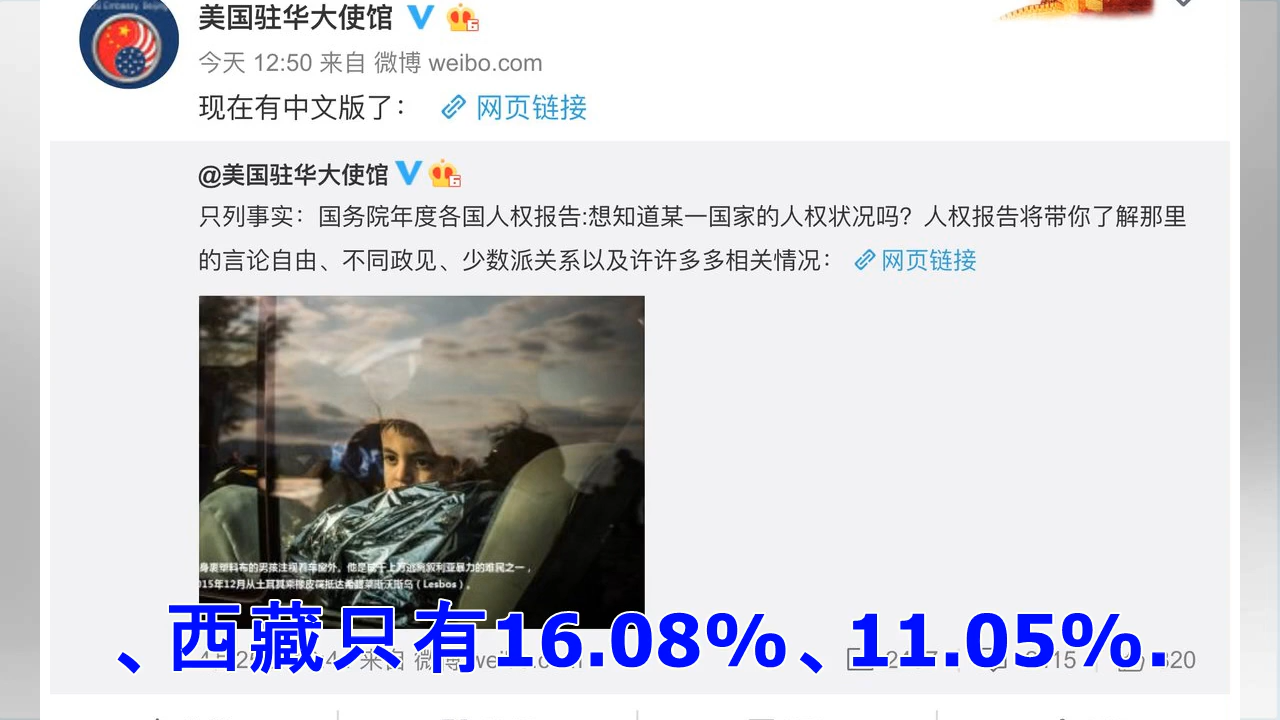 US Embassy, Beijing
美国驻华大使馆
今天 12:50 来自 微博 weibo.com
现在有中文版了： 网页链接
@美国驻华大使馆
只列事实：国务院年度各国人权报告:想知道某一国家的人权状况吗？人权报告将带你了解那里
的言论自由、不同政见、少数派关系以及许许多多相关情况： 网页链接
、西藏只有16.08%、11.05%.